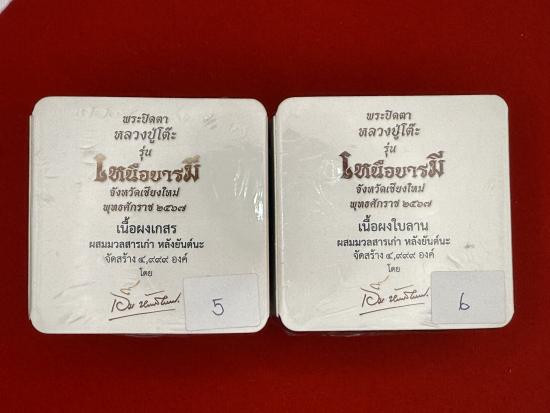 พระปิดตา
หลวงปู่โต๊ะ
รุ่น
เหนือบารมี
จังหวัดเชียงใหม่
พุทธศักราช ๒๕๖๗
เนื้อผงเกสร
ผสมมวลสารเก่า หลังยันต์นะ
จัดสร้าง ๔,๙๙๙ องค์
โดย
5
พระปิดตา
หลวงปู่โต๊ะ
รุ่น
เหนือบารมี
จังหวัดเชียงใหม่
พุทธศักราช ๒๕๖๗
เนื้อผงใบลาน
ผสมมวลสารเก่า หลังยันต์นะ
จัดสร้าง ๔,๙๙๙ องค์
โดย
6